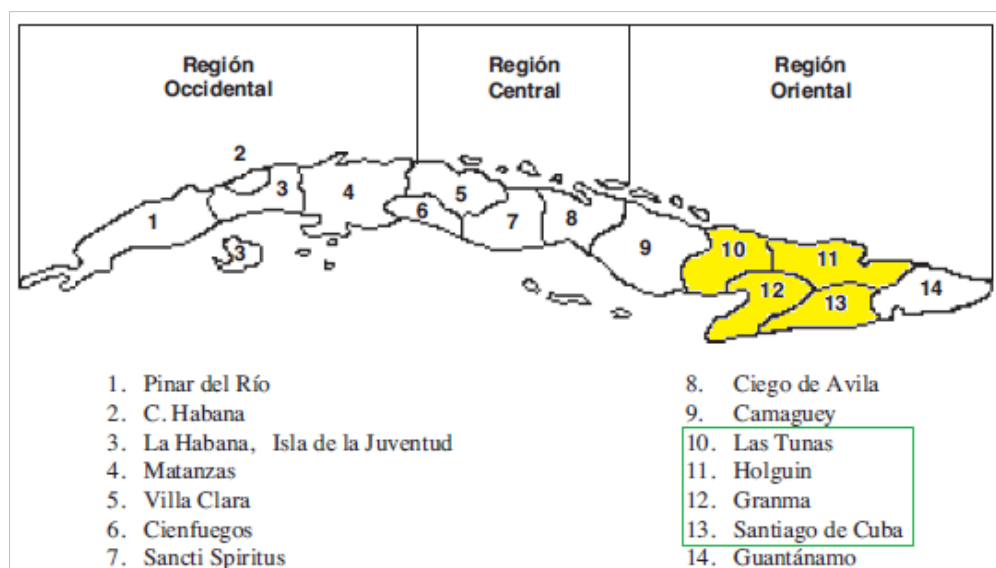 Región
Occidental
Región
Central
Región
Oriental
2
3
4
5
1
6
7
8
3
9
10
11
12
13
14
1. Pinar del Río
2. C. Habana
3. La Habana, Isla de la Juventud
4. Matanzas
5. Villa Clara
6. Cienfuegos
7. Sancti Spiritus
8. Ciego de Avila
9. Camaguey
10. Las Tunas
11. Holguin
12. Granma
13. Santiago de Cuba
14. Guantánamo